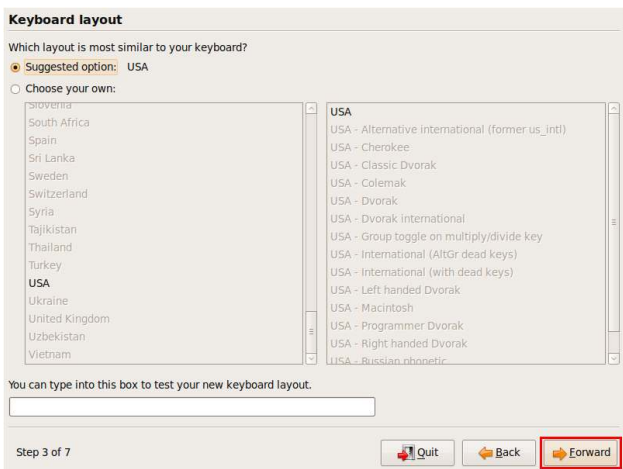 Keyboard layout
Which layout is most similar to your keyboard?
Suggested option: USA
Choose your own:
Slovenia
South Africa
Spain
Sri Lanka
Sweden
Switzerland
Syria
Tajikistan
Thailand
Turkey
USA
Ukraine
United Kingdom
Uzbekistan
Vietnam
USA
USA - Alternative international (former us_intl)
USA - Cherokee
USA - Classic Dvorak
USA - Colemak
USA - Dvorak
USA - Dvorak international
USA - Group toggle on multiply/divide key
USA - International (AltGr dead keys)
USA - International (with dead keys)
USA - Left handed Dvorak
USA - Macintosh
USA - Programmer Dvorak
USA - Right handed Dvorak
USA - Russian phonetic
You can type into this box to test your new keyboard layout.
Step 3 of 7
Quit
Back
Forward